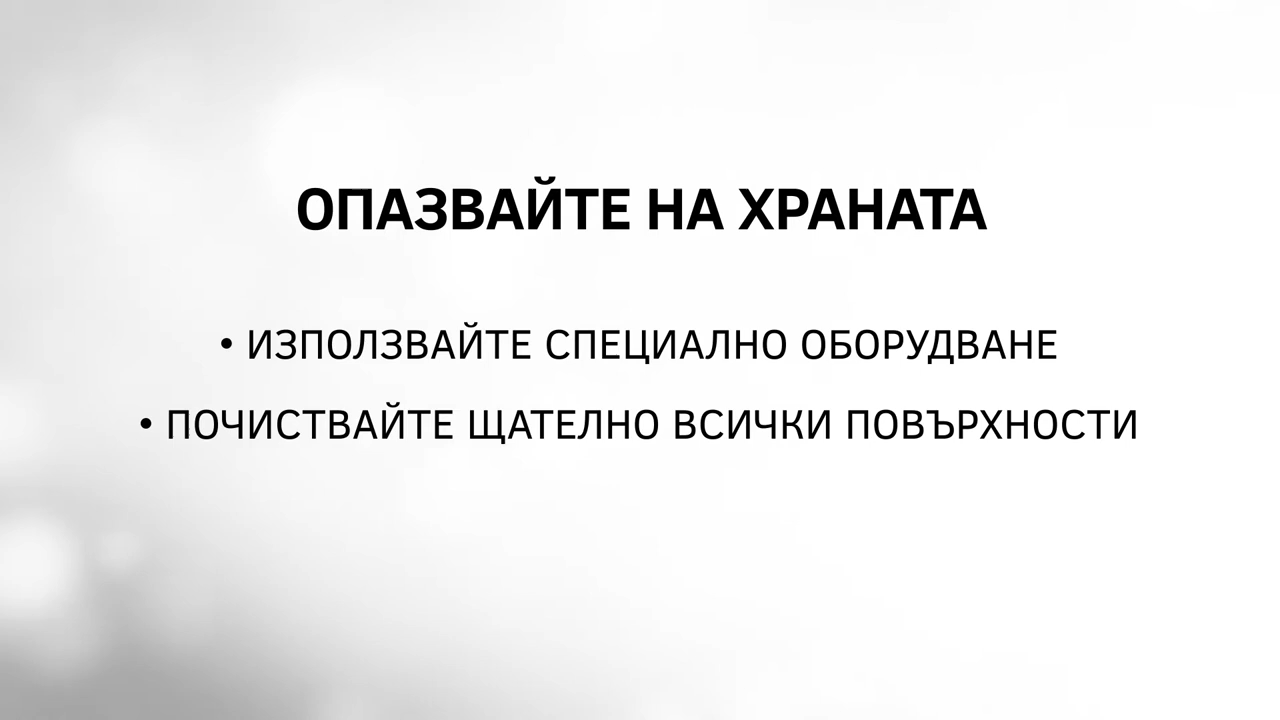 ОПАЗВАЙТЕ НА ХРАНАТА
• ИЗПОЛЗВАЙТЕ СПЕЦИАЛНО ОБОРУДВАНЕ
• ПОЧИСТВАЙТЕ ЩАТЕЛНО ВСИЧКИ ПОВЪРХНОСТИ